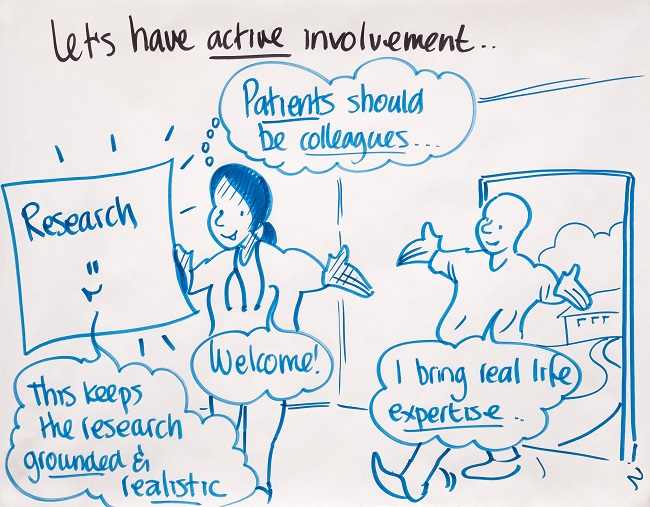 Let's have active involvement..
Patients should
be colleagues...
Research
Welcome!
I bring real life
expertise..
This keeps
the research
grounded &
realistic